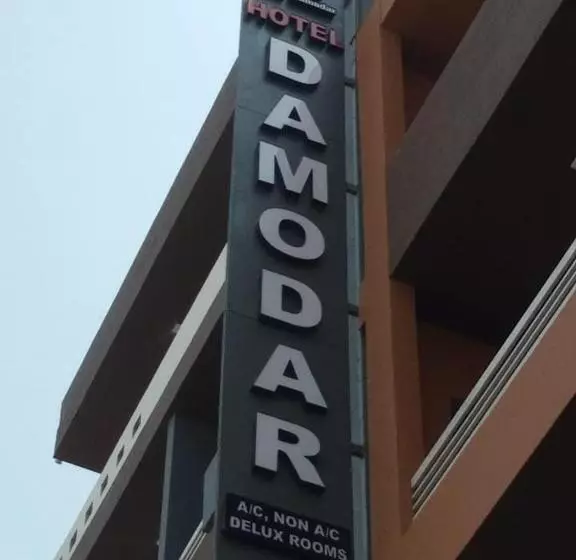 HOTEL
DAMODAR
A/C, NON A/C
DELUX ROOMS